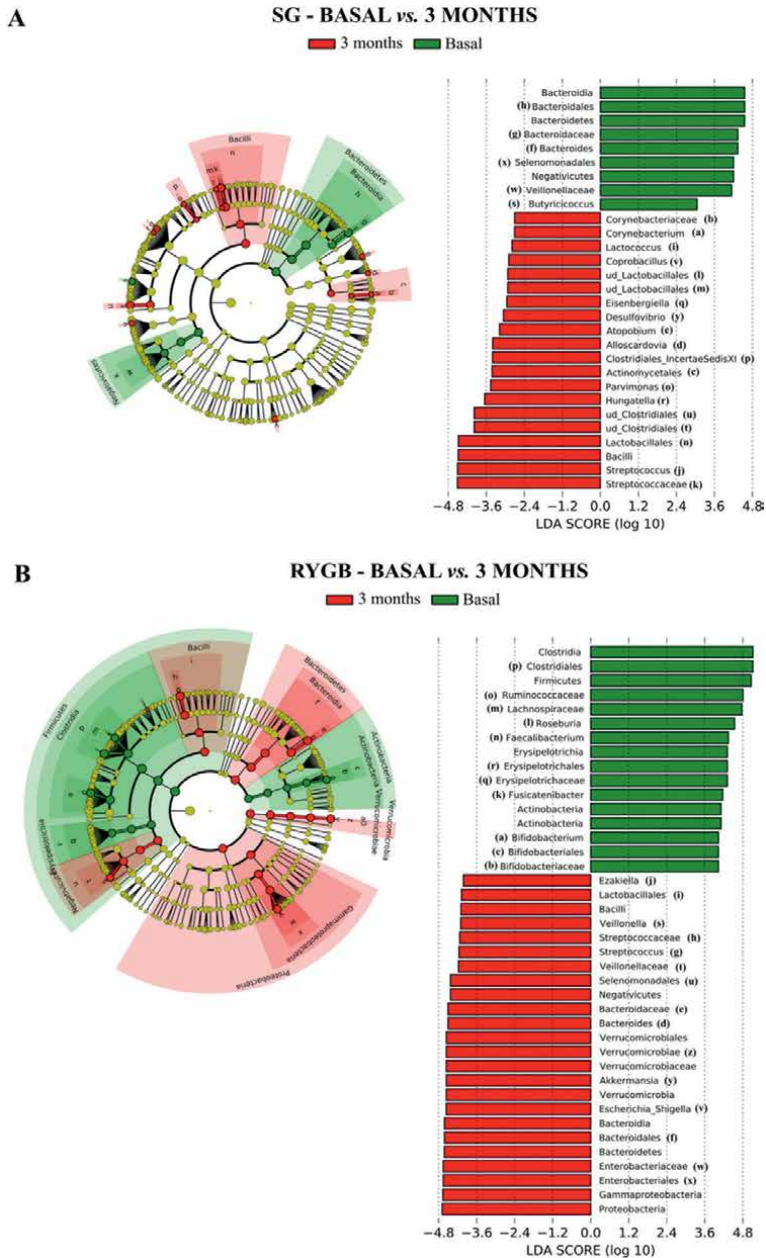 A
SG - BASAL vs. 3 MONTHS
3 months Basal
Bacilli
n
mk
p
Bacteroidetes
Bacteroidia
h
c
b
Negativicutes
w
x
Bacteroidia
(h) Bacteroidales
Bacteroidetes
(g) Bacteroidaceae
(f) Bacteroides
(x) Selenomonadales
Negativicutes
(w) Veillonellaceae
(s) Butyricicoccus
Corynebacteriaceae (b)
Corynebacterium (a)
Lactococcus (i)
Coprobacillus (v)
ud_Lactobacillales (l)
ud_Lactobacillales (m)
Eisenbergiella (q)
Desulfovibrio (y)
Atopobium (e)
Alloscardovia (d)
Clostridiales_IncertaeSedisXI (p)
Actinomycetales (c)
Parvimonas (o)
Hungatella (r)
ud_Clostridiales (u)
ud_Clostridiales (t)
Lactobacillales (n)
Bacilli
Streptococcus (j)
Streptococcaceae (k)
−4.8 −3.6 −2.4 −1.2 0.0 1.2 2.4 3.6 4.8
LDA SCORE (log 10)
B
RYGB - BASAL vs. 3 MONTHS
3 months Basal
Bacilli
i
h
Bacteroidetes
Bacteroidia
f
Firmicutes
Clostridia
p
m
Actinobacteria
Actinobacteria
Verrucomicrobia
Verrucomicrobiae
Erysipelotrichia
Negativicutes
Gammaproteobacteria
Proteobacteria
Clostridia
(p) Clostridiales
Firmicutes
(o) Ruminococcaceae
(m) Lachnospiraceae
(l) Roseburia
(n) Faecalibacterium
Erysipelotrichia
(r) Erysipelotrichales
(q) Erysipelotrichaceae
(k) Fusicatenibacter
Actinobacteria
Actinobacteria
(a) Bifidobacterium
(c) Bifidobacteriales
(b) Bifidobacteriaceae
Ezakiella (j)
Lactobacillales (i)
Bacilli
Veillonella (s)
Streptococcaceae (h)
Streptococcus (g)
Veillonellaceae (t)
Selenomonadales (u)
Negativicutes
Bacteroidaceae (e)
Bacteroides (d)
Verrucomicrobiales
Verrucomicrobiae (z)
Verrucomicrobiaceae
Akkermansia (y)
Verrucomicrobia
Escherichia_Shigella (v)
Bacteroidia
Bacteroidales (f)
Bacteroidetes
Enterobacteriaceae (w)
Enterobacteriales (x)
Gammaproteobacteria
Proteobacteria
−4.8 −3.6 −2.4 −1.2 0.0 1.2 2.4 3.6 4.8
LDA SCORE (log 10)